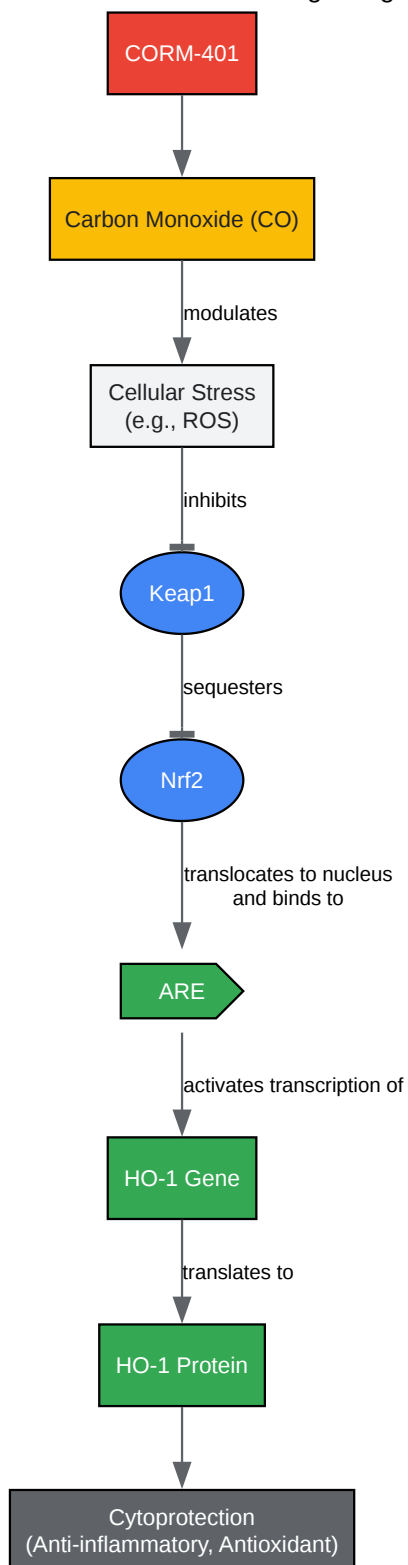 CORM-401
Carbon Monoxide (CO)
modulates
Cellular Stress
(e.g., ROS)
inhibits
Keap1
sequesters
Nrf2
translocates to nucleus
and binds to
ARE
activates transcription of
HO-1 Gene
translates to
HO-1 Protein
Cytoprotection
(Anti-inflammatory, Antioxidant)